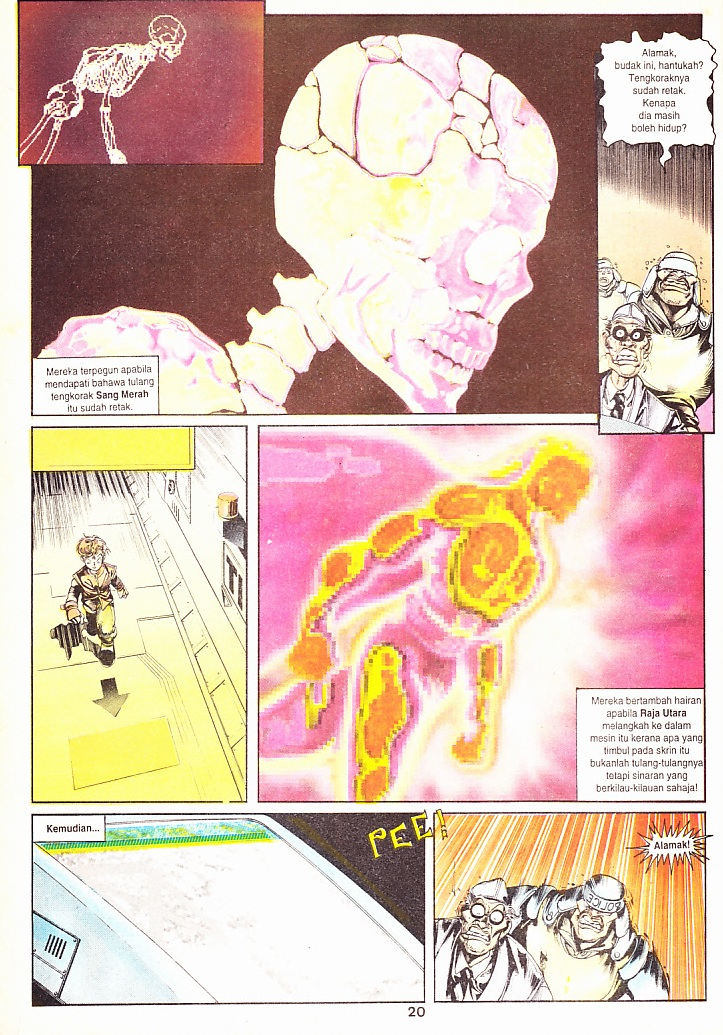 Alamak,
budak ini, hantukah?
Tengkoraknya
sudah retak.
Kenapa
dia masih
boleh hidup?
Mereka terpegun apabila
mendapati bahawa tulang
tengkorak Sang Merah
itu sudah retak.
Mereka bertambah hairan
apabila Raja Utara
melangkah ke dalam
mesin itu kerana apa yang
timbul pada skrin itu
bukanlah tulang-tulangnya
tetapi sinaran yang
berkilau-kilauan sahaja!
Kemudian...
PEE!
Alamak!
POLICE
20